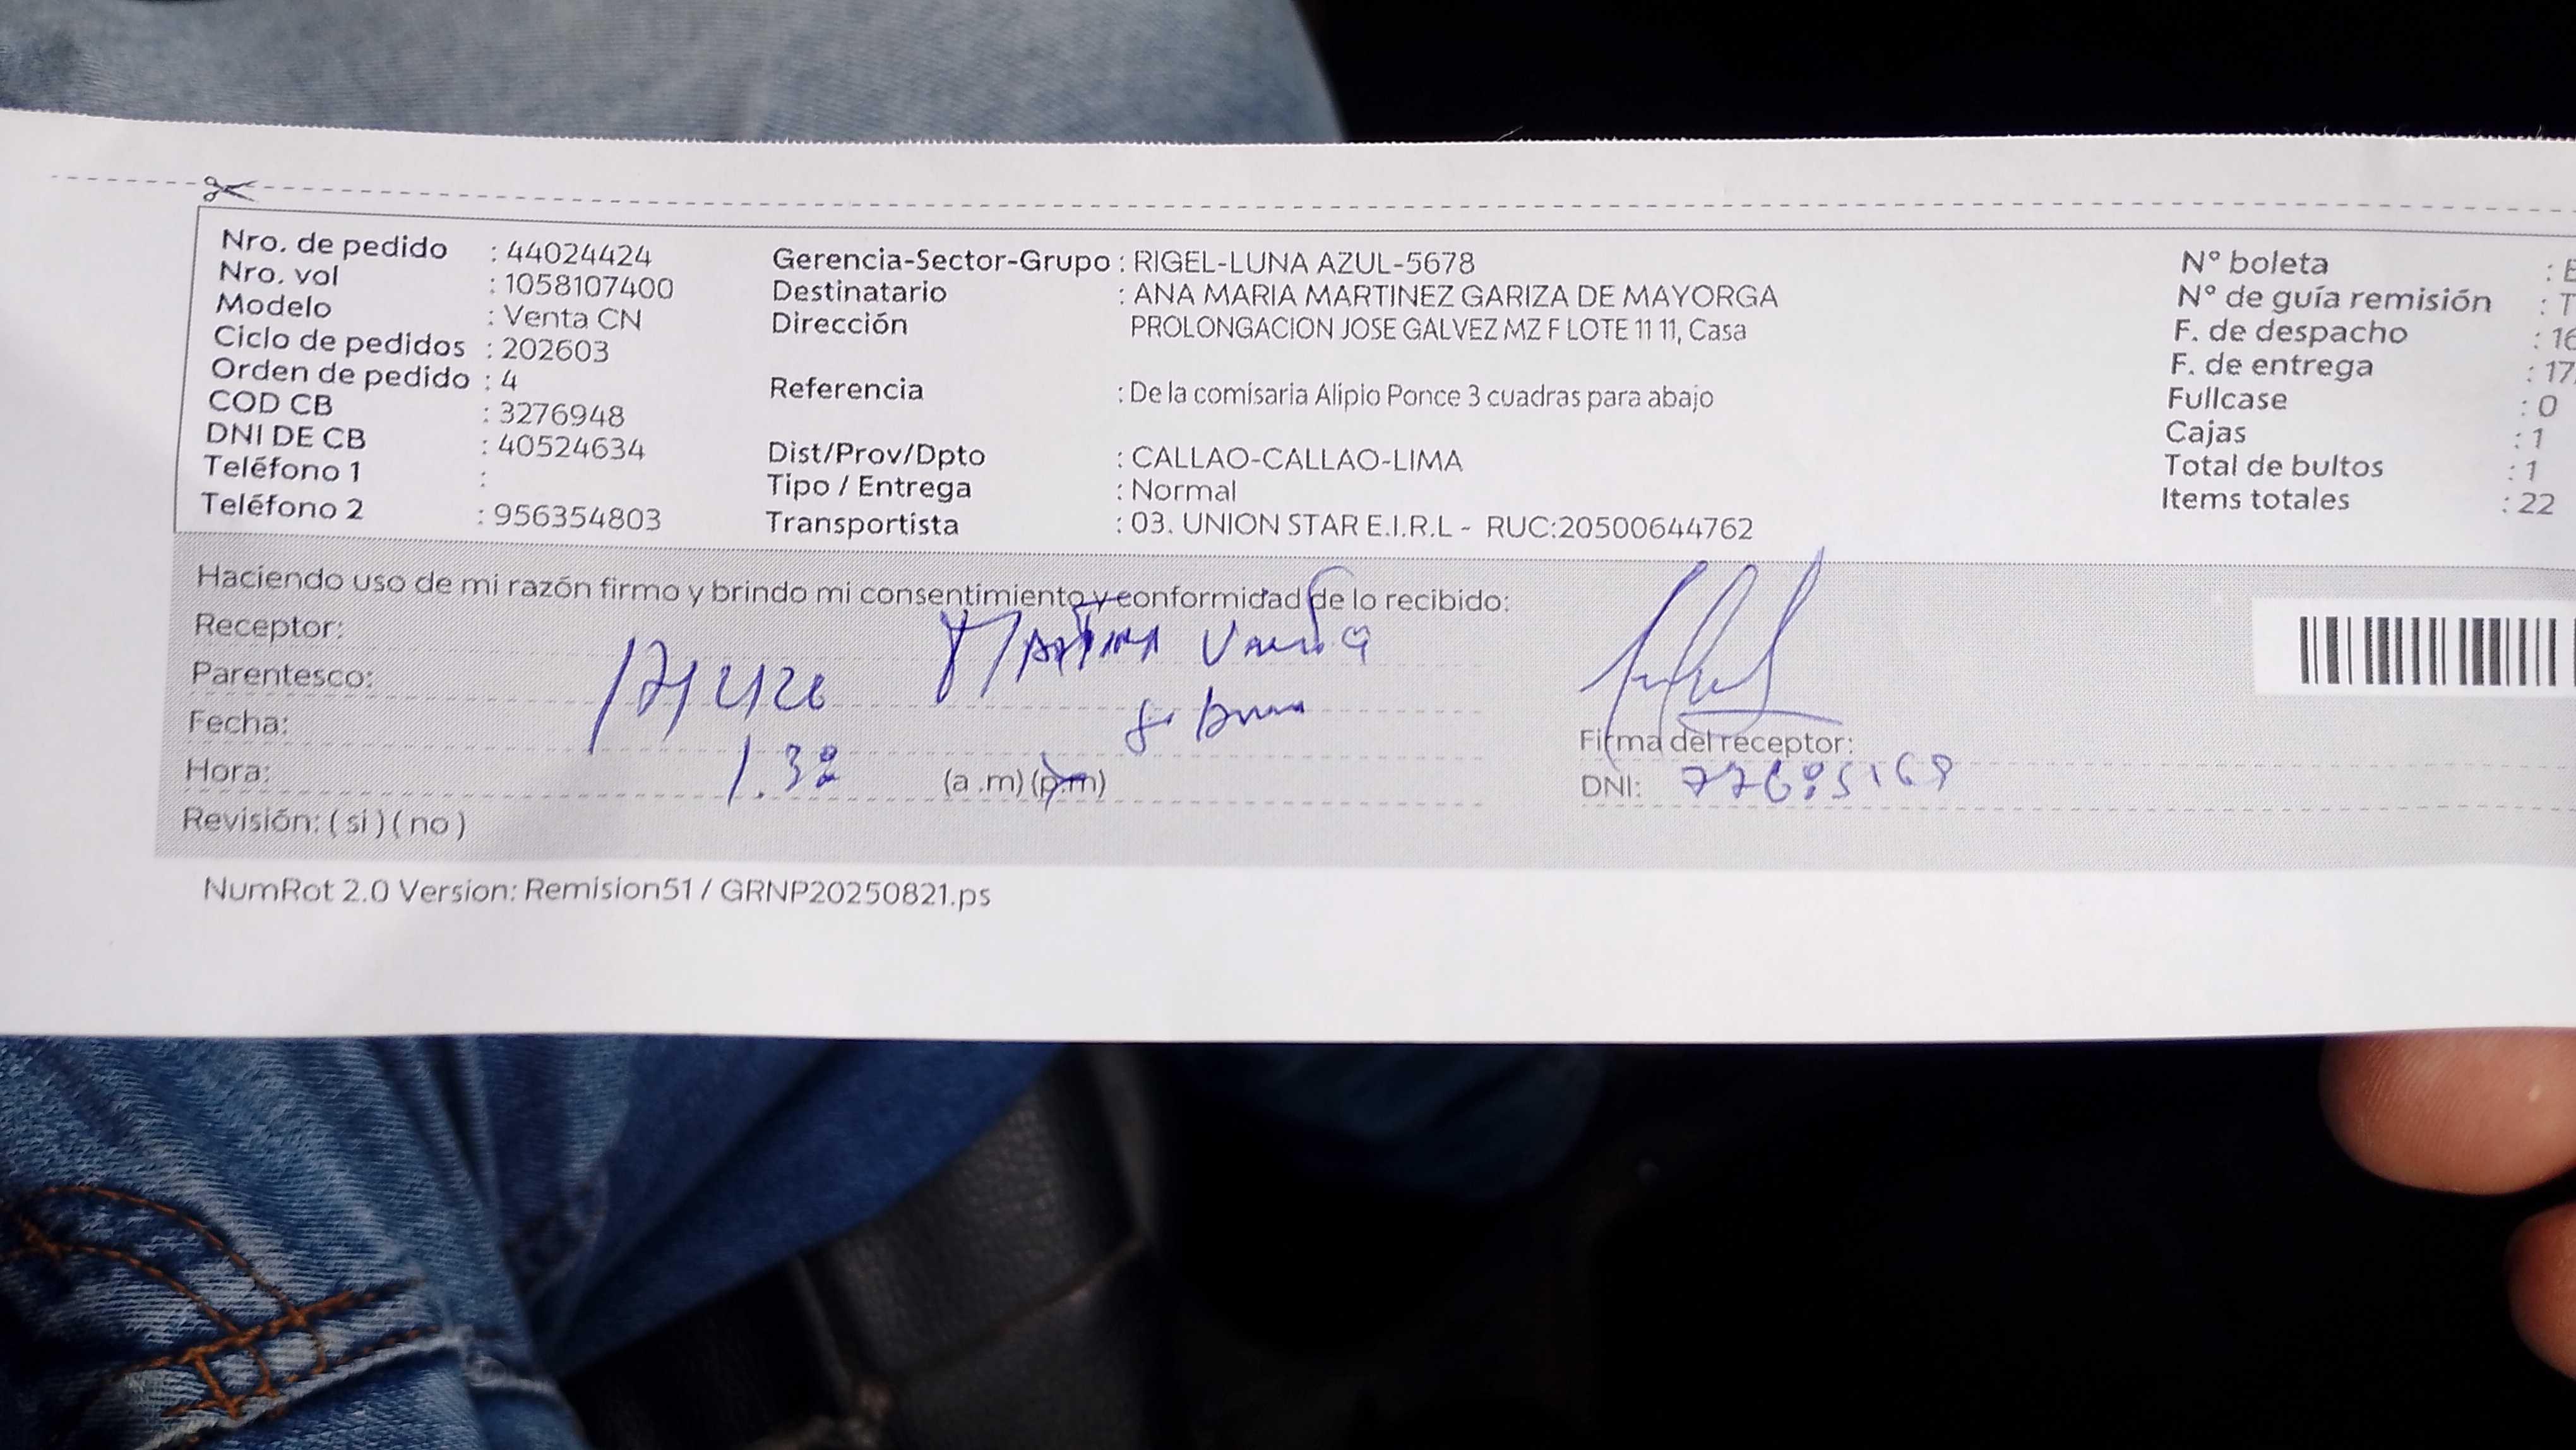 Nro. de pedido : 44024424
Nro. vol : 1058107400
Modelo : Venta CN
Ciclo de pedidos : 202603
Orden de pedido : 4
COD CB : 3276948
DNI DE CB : 40524634
Teléfono 1 :
Teléfono 2 : 956354803
Gerencia-Sector-Grupo : RIGEL-LUNA AZUL-5678
Destinatario : ANA MARIA MARTINEZ GARIZA DE MAYORGA
Dirección PROLONGACION JOSE GALVEZ MZ F LOTE 11 11, Casa
Referencia : De la comisaria Alipio Ponce 3 cuadras para abajo
Dist/Prov/Dpto : CALLAO-CALLAO-LIMA
Tipo / Entrega : Normal
Transportista : 03. UNION STAR E.I.R.L - RUC:20500644762
N° boleta :
N° de guía remisión :
F. de despacho : 16
F. de entrega : 17
Fullcase : 0
Cajas : 1
Total de bultos : 1
Items totales : 22
Haciendo uso de mi razón firmo y brindo mi consentimiento y conformidad de lo recibido:
Receptor:
Parentesco:
Fecha:
Hora: 1.38 (a .m) (p.m)
Revisión: ( si ) ( no )
Firma del receptor:
DNI:
NumRot 2.0 Version: Remision51 / GRNP20250821.ps